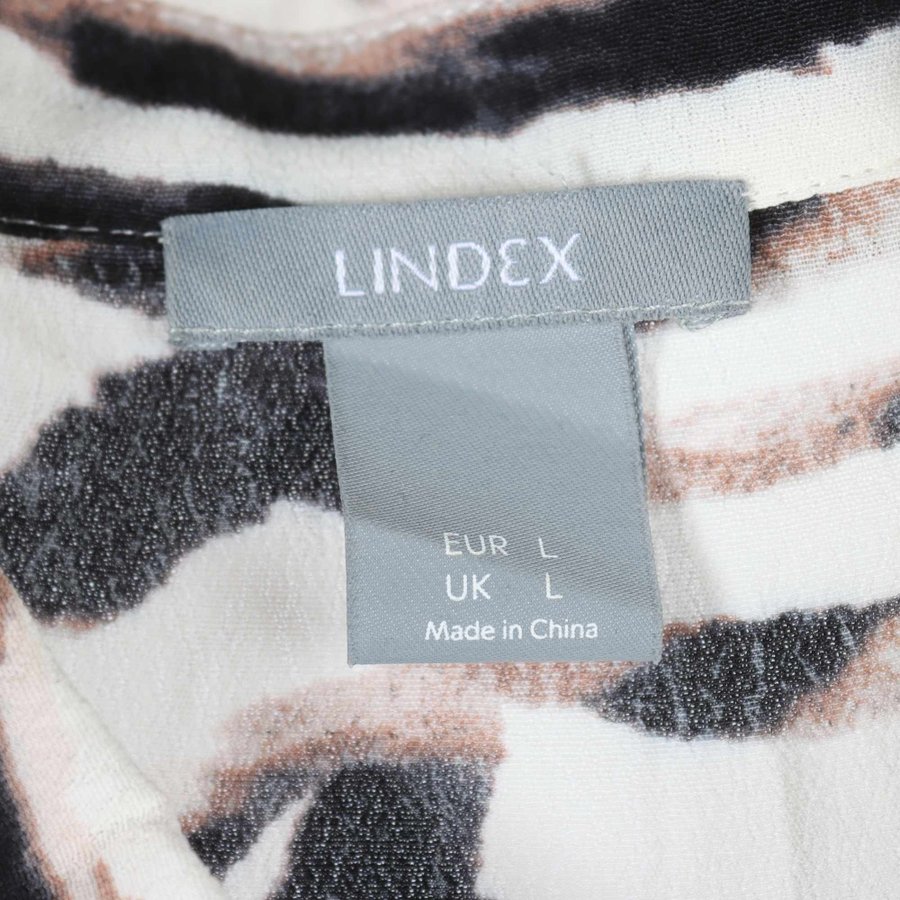 LINDEX
EUR L
UK L
Made in China